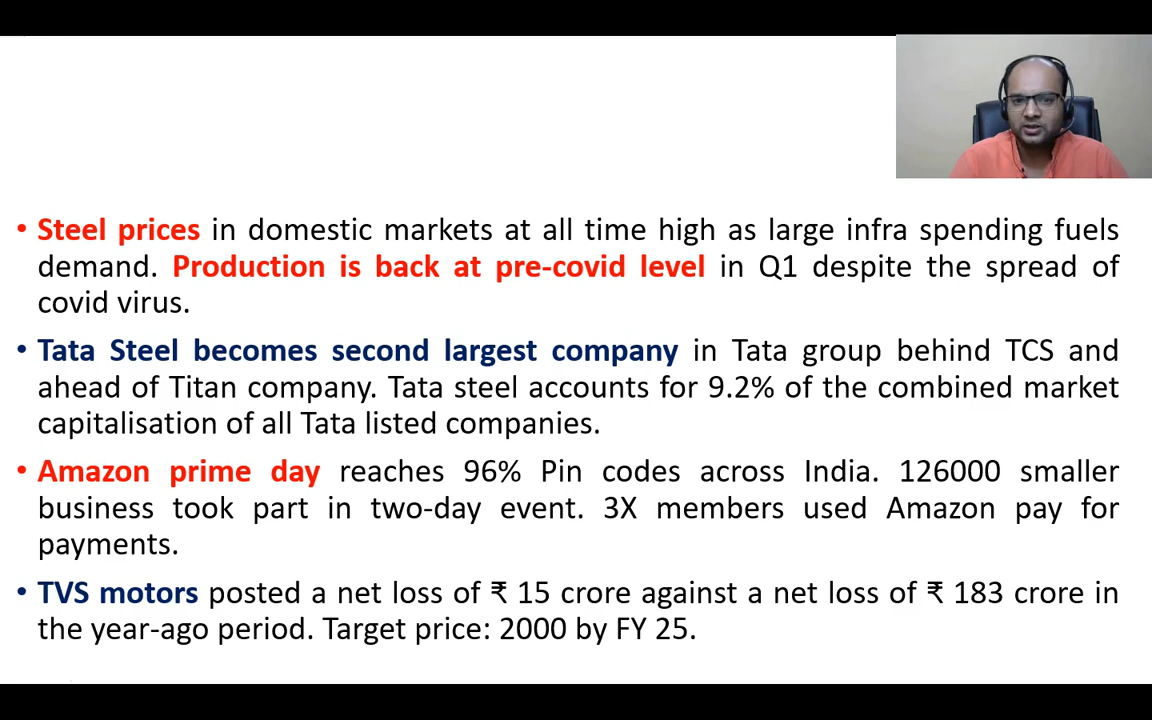 • Steel prices in domestic markets at all time high as large infra spending fuels
demand. Production is back at pre-covid level in Q1 despite the spread of
covid virus.
• Tata Steel becomes second largest company in Tata group behind TCS and
ahead of Titan company. Tata steel accounts for 9.2% of the combined market
capitalisation of all Tata listed companies.
• Amazon prime day reaches 96% Pin codes across India. 126000 smaller
business took part in two-day event. 3X members used Amazon pay for
payments.
• TVS motors posted a net loss of ₹ 15 crore against a net loss of ₹ 183 crore in
the year-ago period. Target price: 2000 by FY 25.